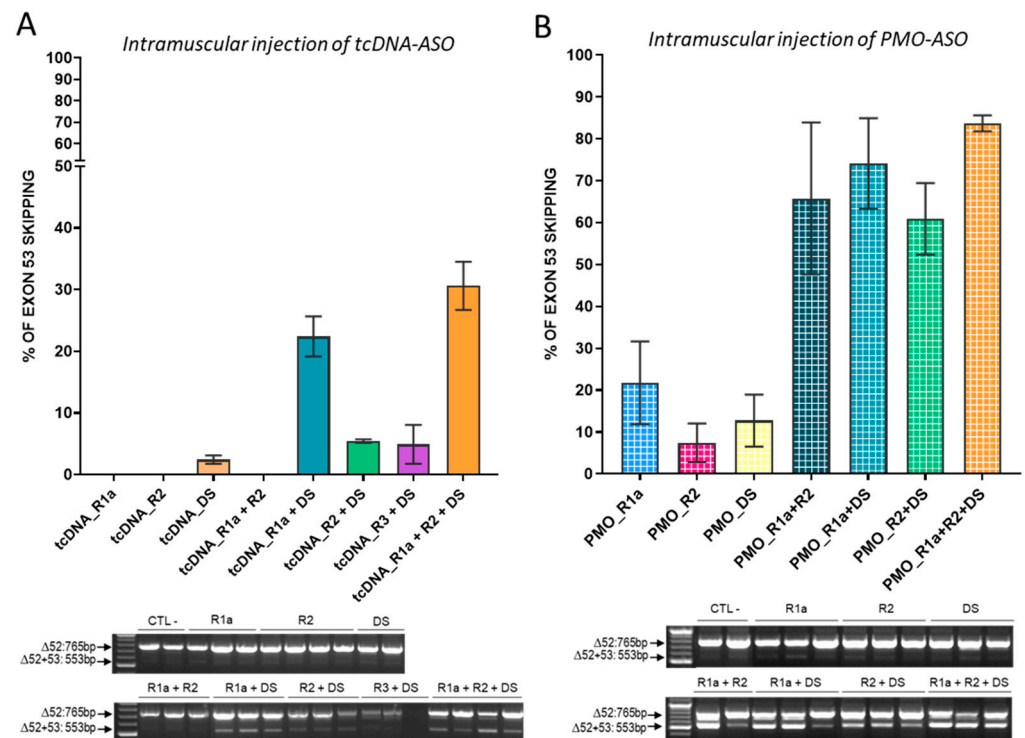 A
Intramuscular injection of tcDNA-ASO
% OF EXON 53 SKIPPING
100
90
80
70
60
50
40
30
20
10
0
tcDNA_R1a
tcDNA_R2
tcDNA_DS
tcDNA_R1a + R2
tcDNA_R1a + DS
tcDNA_R2 + DS
tcDNA_R3 + DS
tcDNA_R1a + R2 + DS
CTL - R1a R2 DS
Δ52:765bp
Δ52+53: 553bp
R1a + R2 R1a + DS R2 + DS R3 + DS R1a + R2 + DS
Δ52:765bp
Δ52+53: 553bp
B
Intramuscular injection of PMO-ASO
% OF EXON 53 SKIPPING
100
90
80
70
60
50
40
30
20
10
0
PMO_R1a
PMO_R2
PMO_DS
PMO_R1a+R2
PMO_R1a+DS
PMO_R2+DS
PMO_R1a+R2+DS
CTL - R1a R2 DS
Δ52:765bp
Δ52+53: 553bp
R1a + R2 R1a + DS R2 + DS R1a + R2 + DS
Δ52:765bp
Δ52+53: 553bp